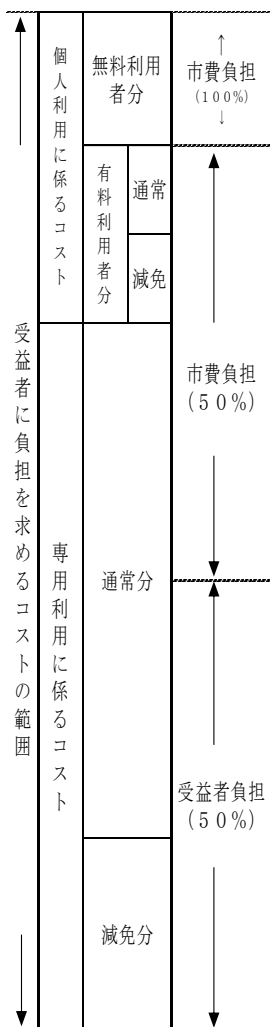 受益者に負担を求めるコストの範囲
個人利用に係るコスト
無料利用
者分
有料利用者分
通常
減免
専用利用に係るコスト
通常分
減免分
↑
市費負担
(100%)
↓
市費負担
(50%)
受益者負担
(50%)